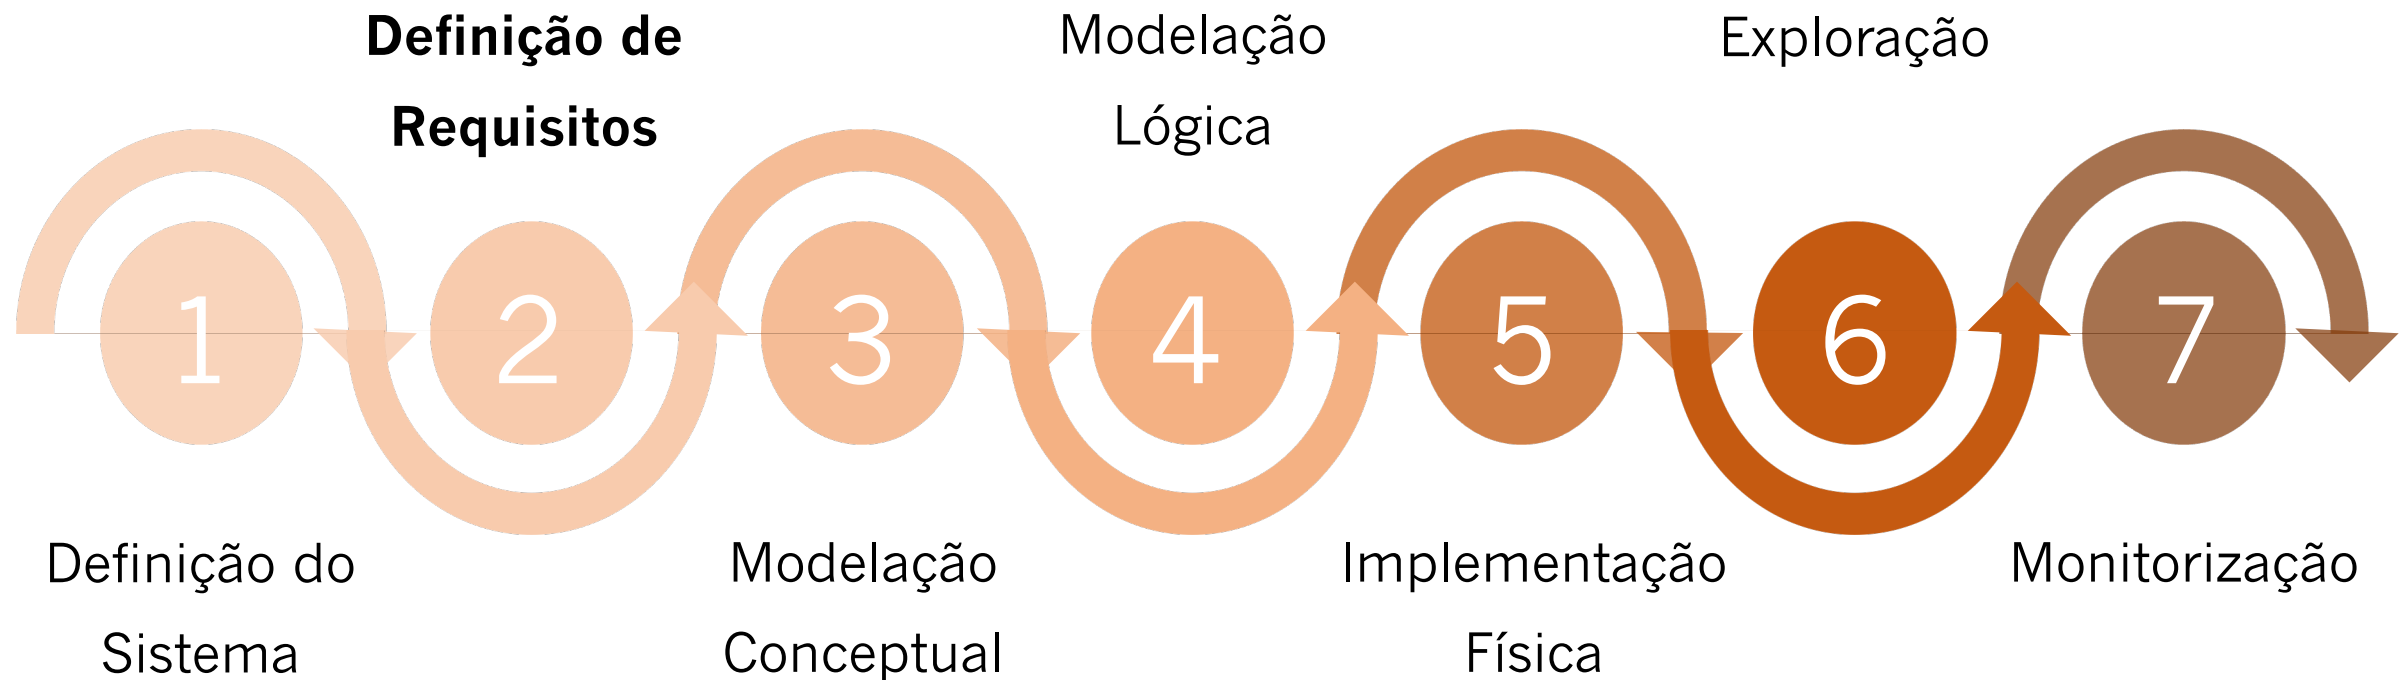 Definição de
Requisitos
Modelação
Lógica
Exploração
1
2
3
4
5
6
7
Definição do
Sistema
Modelação
Conceptual
Implementação
Física
Monitorização